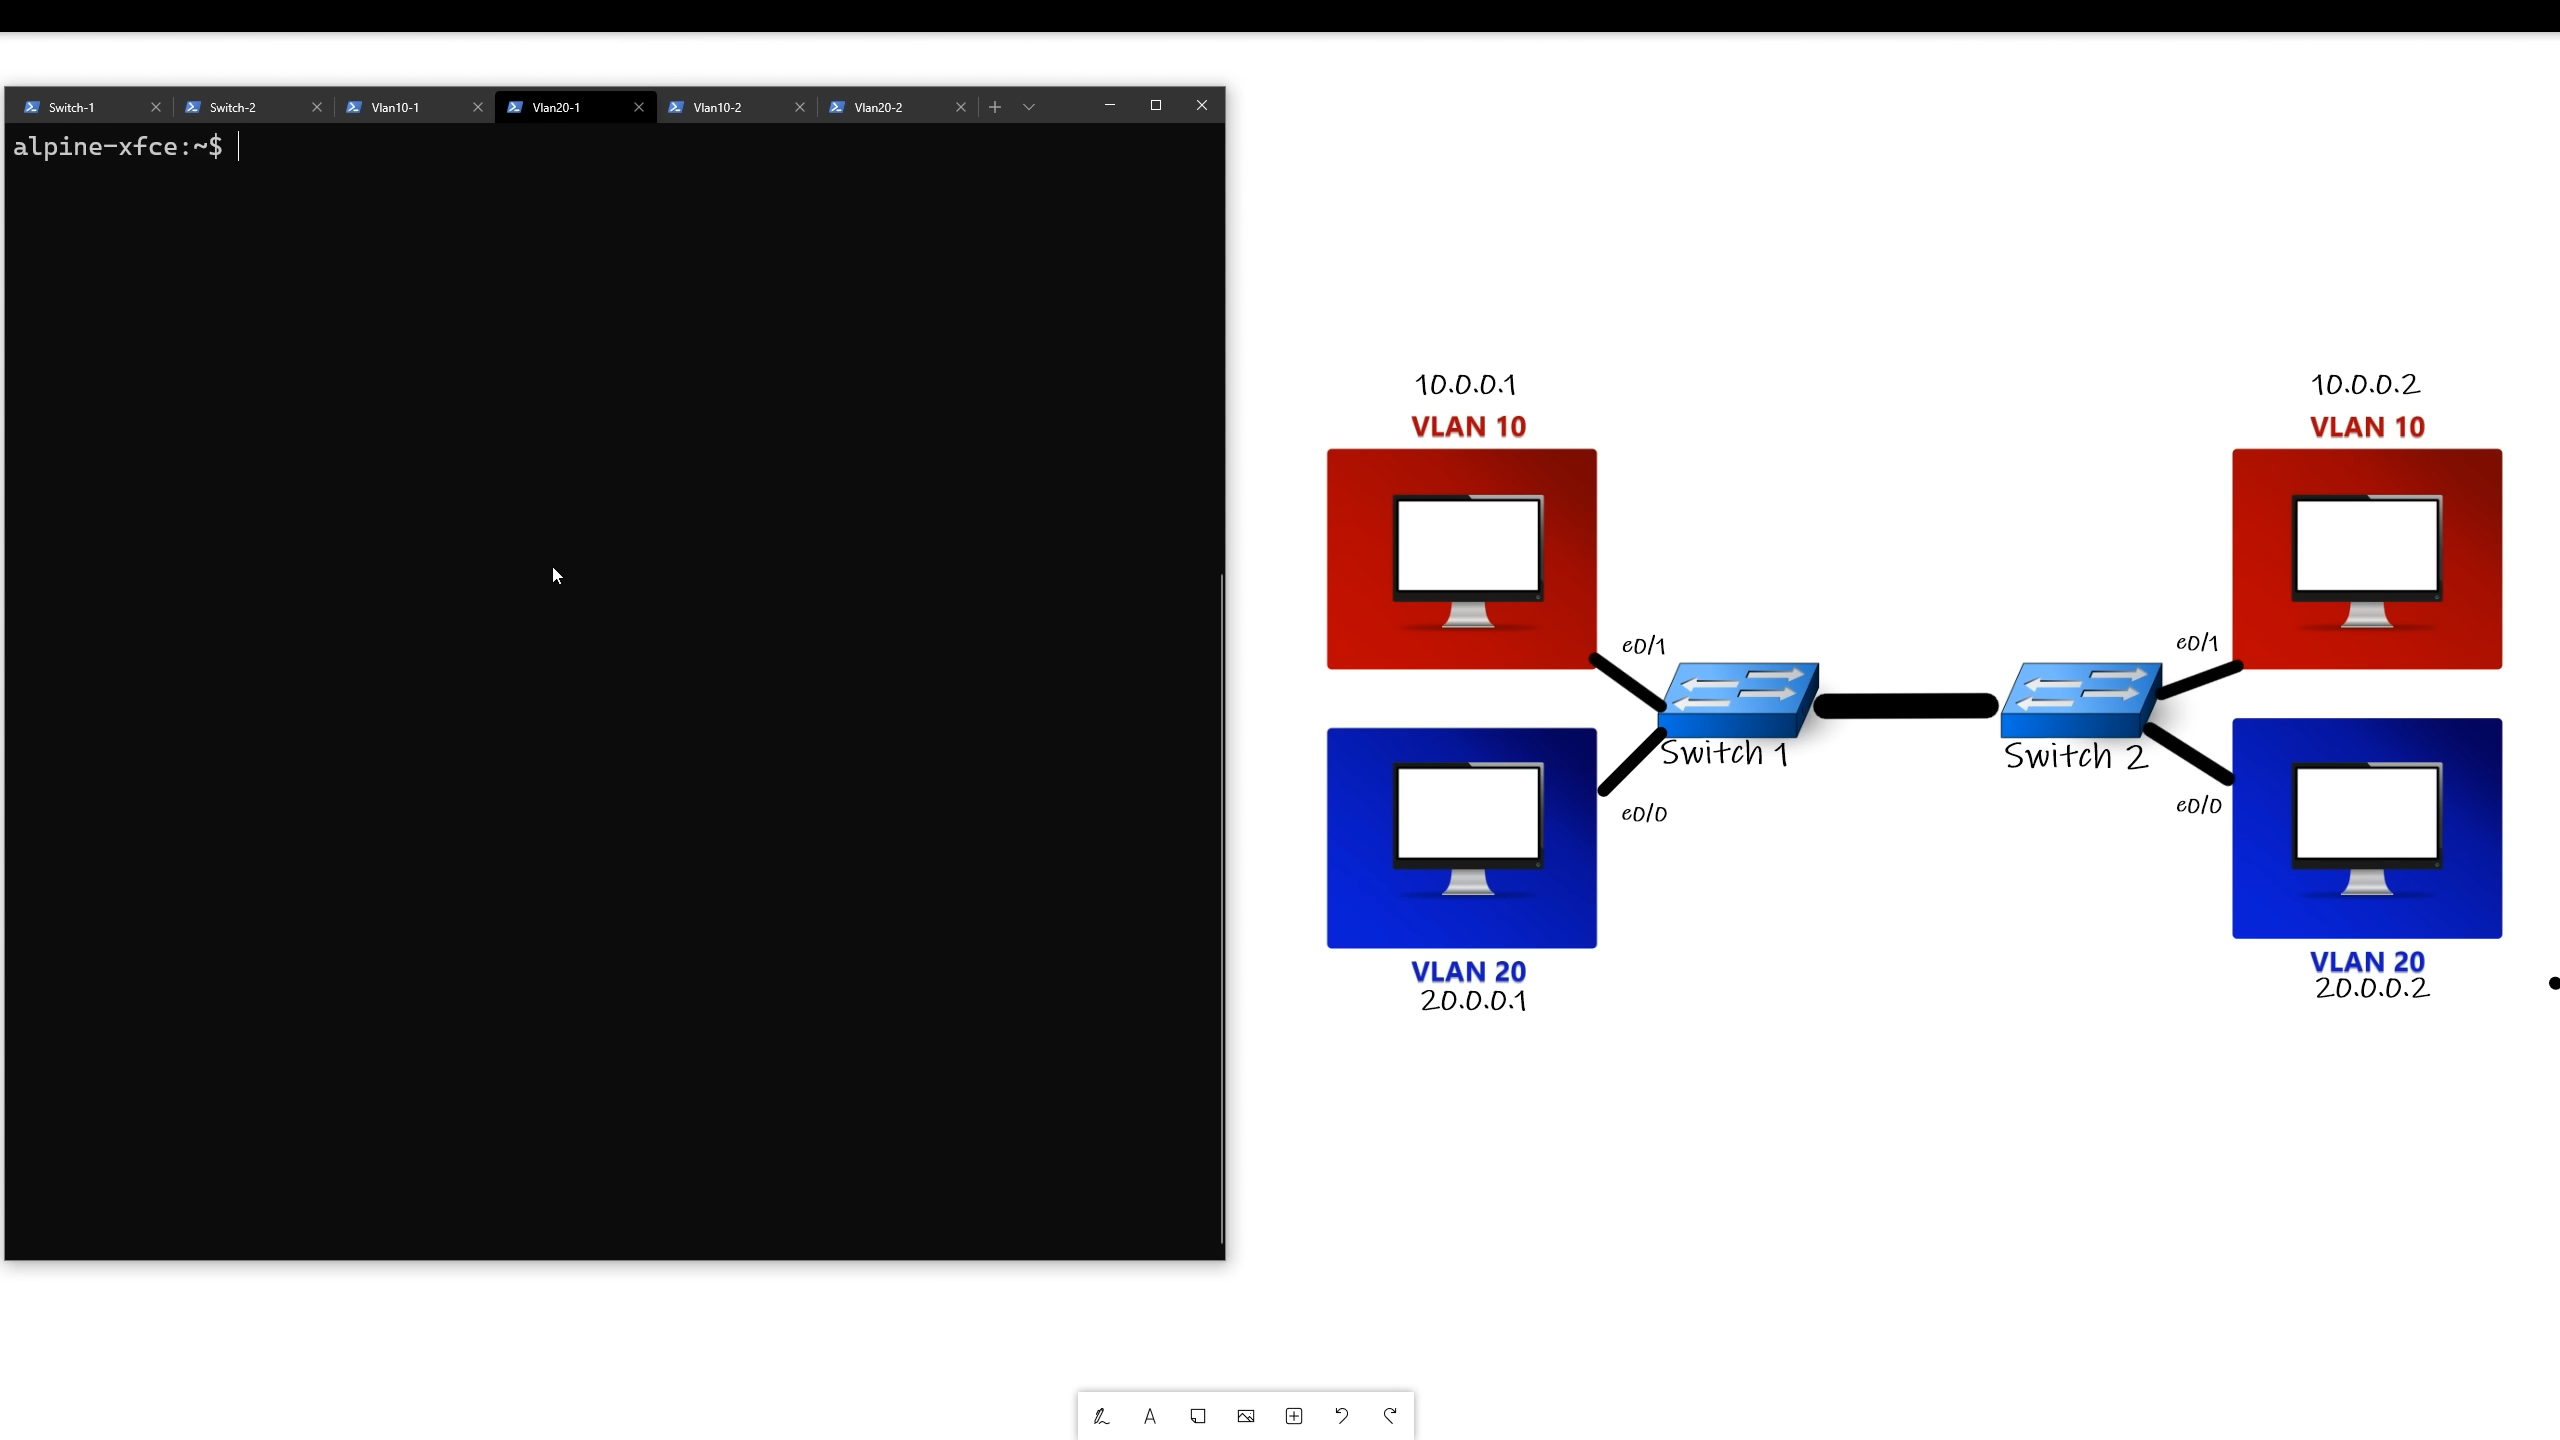 Switch-1
Switch-2
Vlan10-1
Vlan20-1
Vlan10-2
Vlan20-2
alpine-xfce:~$
10.0.0.1
VLAN 10
10.0.0.2
VLAN 10
e0/1
e0/1
Switch 1
Switch 2
e0/0
e0/0
VLAN 20
20.0.0.1
VLAN 20
20.0.0.2